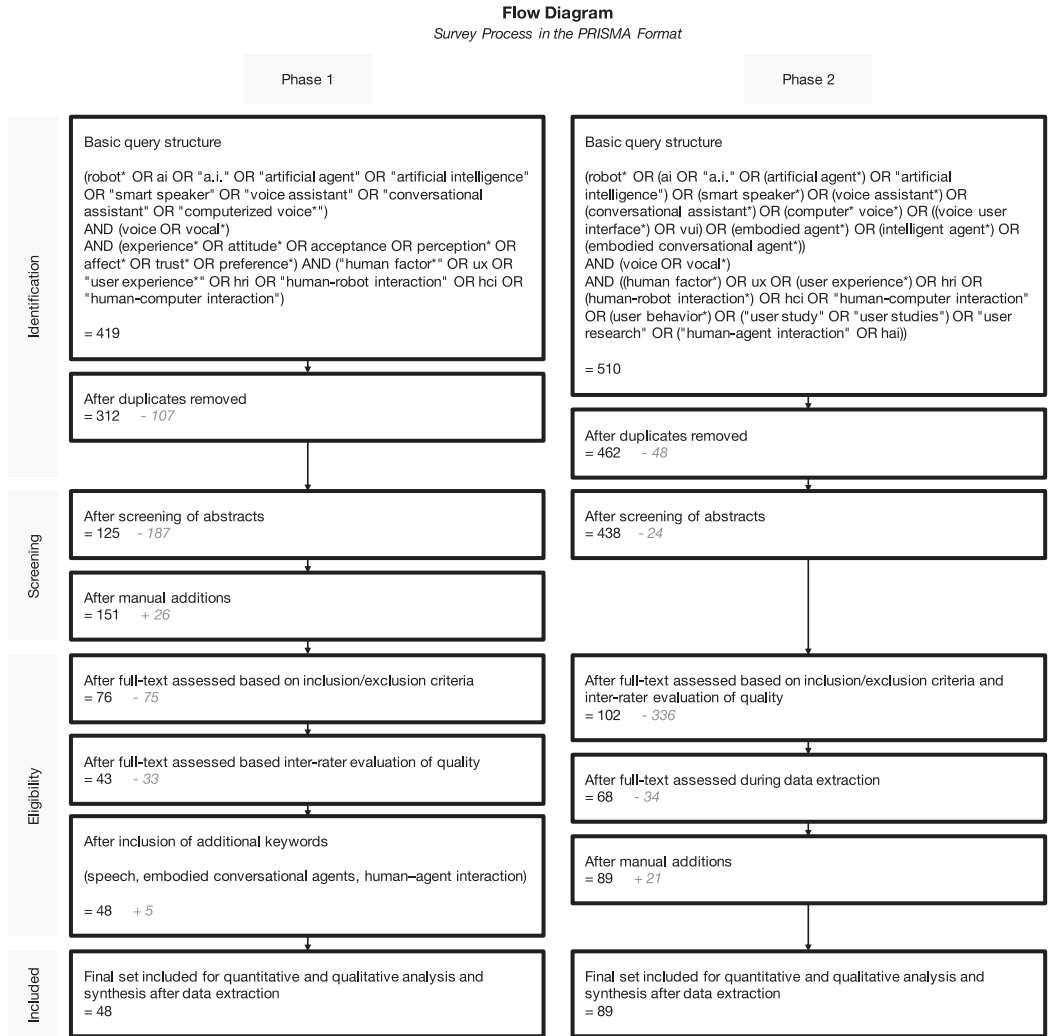 Flow Diagram
Survey Process in the PRISMA Format
Phase 1
Phase 2
Identification
Basic query structure
(robot* OR ai OR "a.i." OR "artificial agent" OR "artificial intelligence"
OR "smart speaker" OR "voice assistant" OR "conversational
assistant" OR "computerized voice*")
AND (voice OR vocal*)
AND (experience* OR attitude* OR acceptance OR perception* OR
affect* OR trust* OR preference*) AND ("human factor*" OR ux OR
"user experience*" OR hri OR "human-robot interaction" OR hci OR
"human-computer interaction")
= 419
After duplicates removed
= 312 - 107
Basic query structure
(robot* OR (ai OR "a.i." OR (artificial agent*) OR "artificial
intelligence") OR (smart speaker*) OR (voice assistant*) OR
(conversational assistant*) OR (computer* voice*) OR ((voice user
interface*) OR vui) OR (embodied agent*) OR (intelligent agent*) OR
(embodied conversational agent*))
AND (voice OR vocal*)
AND ((human factor*) OR ux OR (user experience*) OR hri OR
(human-robot interaction*) OR hci OR "human-computer interaction"
OR (user behavior*) OR ("user study" OR "user studies") OR "user
research" OR ("human-agent interaction" OR hai))
= 510
After duplicates removed
= 462 - 48
Screening
After screening of abstracts
= 125 - 187
After manual additions
= 151 + 26
After screening of abstracts
= 438 - 24
Eligibility
After full-text assessed based on inclusion/exclusion criteria
= 76 - 75
After full-text assessed based inter-rater evaluation of quality
= 43 - 33
After inclusion of additional keywords
(speech, embodied conversational agents, human–agent interaction)
= 48 + 5
After full-text assessed based on inclusion/exclusion criteria and
inter-rater evaluation of quality
= 102 - 336
After full-text assessed during data extraction
= 68 - 34
After manual additions
= 89 + 21
Included
Final set included for quantitative and qualitative analysis and
synthesis after data extraction
= 48
Final set included for quantitative and qualitative analysis and
synthesis after data extraction
= 89